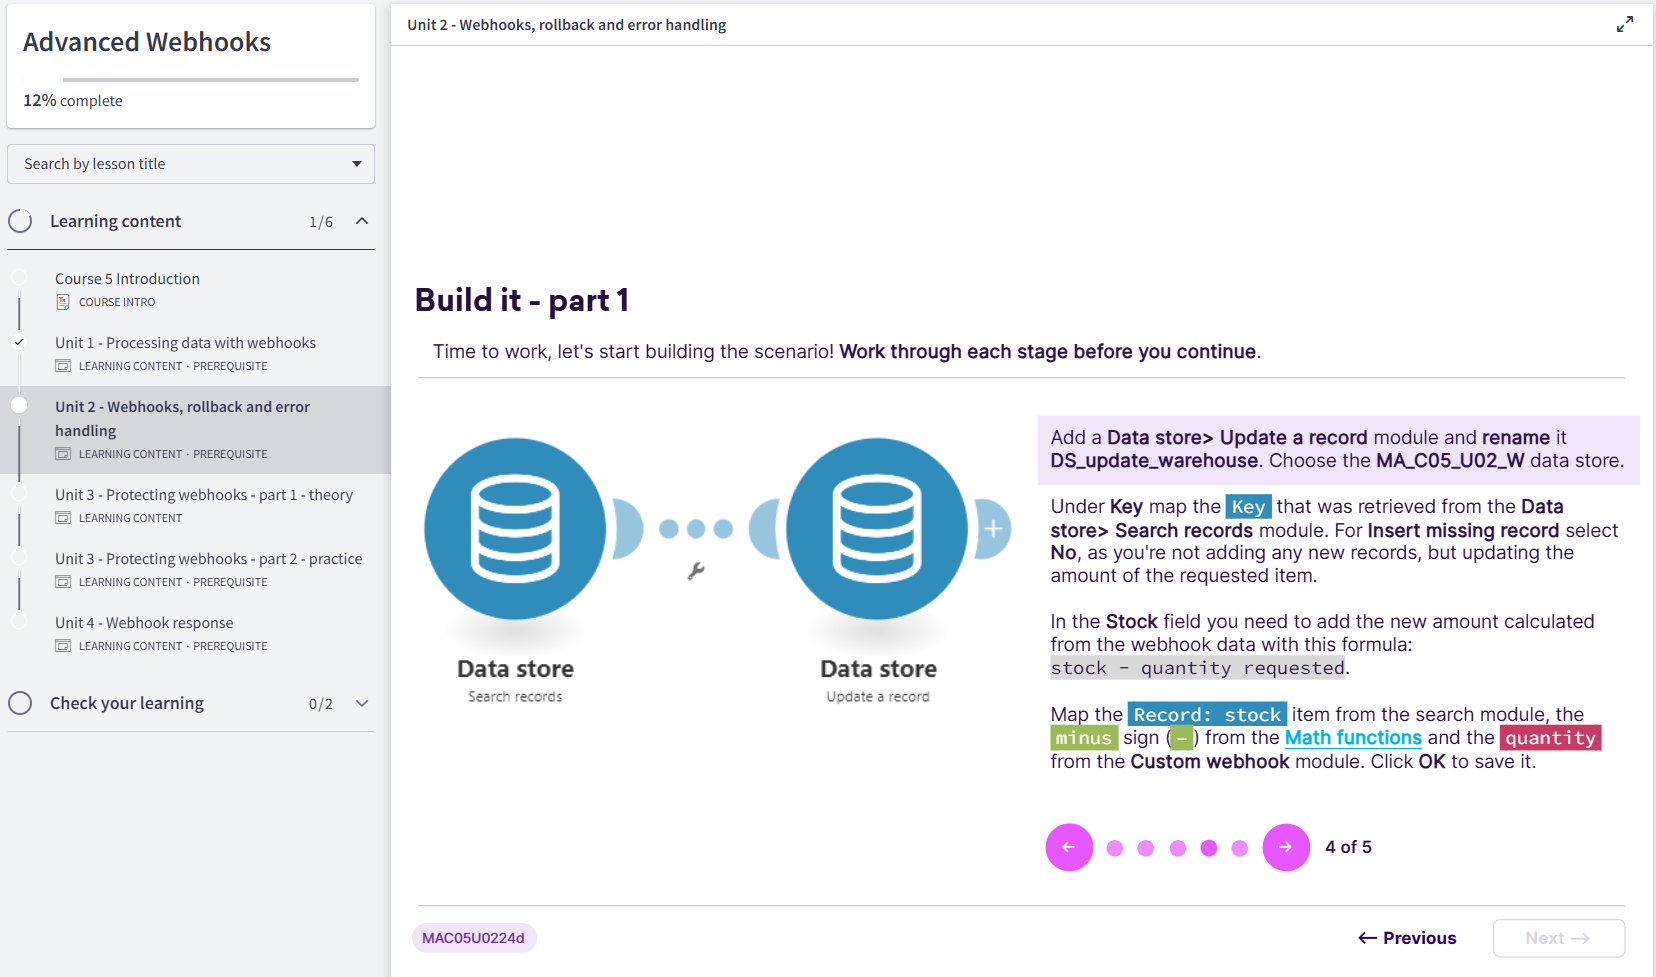 Advanced Webhooks
12% complete
Search by lesson title
Learning content 1/6
Course 5 Introduction
COURSE INTRO
Unit 1 - Processing data with webhooks
LEARNING CONTENT · PREREQUISITE
Unit 2 - Webhooks, rollback and error
handling
LEARNING CONTENT · PREREQUISITE
Unit 3 - Protecting webhooks - part 1 - theory
LEARNING CONTENT
Unit 3 - Protecting webhooks - part 2 - practice
LEARNING CONTENT · PREREQUISITE
Unit 4 - Webhook response
LEARNING CONTENT · PREREQUISITE
Check your learning 0/2
Unit 2 - Webhooks, rollback and error handling
Build it - part 1
Time to work, let's start building the scenario! Work through each stage before you continue.
Data store
Search records
Data store
Update a record
Add a Data store> Update a record module and rename it
DS_update_warehouse. Choose the MA_C05_U02_W data store.
Under Key map the Key that was retrieved from the Data
store> Search records module. For Insert missing record select
No, as you're not adding any new records, but updating the
amount of the requested item.
In the Stock field you need to add the new amount calculated
from the webhook data with this formula:
stock - quantity requested.
Map the Record: stock item from the search module, the
minus sign (-) from the Math functions and the quantity
from the Custom webhook module. Click OK to save it.
← → 4 of 5
MAC05U0224d
← Previous
Next →